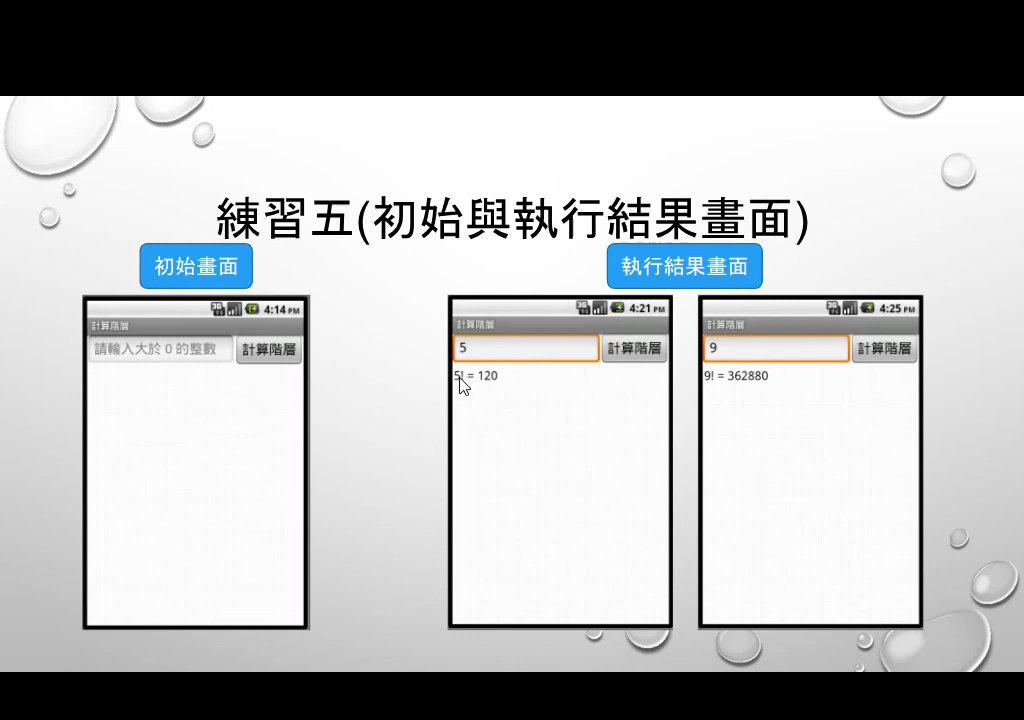 練習五(初始與執行結果畫面)
初始畫面
執行結果畫面
4:14 PM
計算階層
請輸入大於 0 的整數
計算階層
4:21 PM
計算階層
5
計算階層
5! = 120
4:25 PM
計算階層
9
計算階層
9! = 362880